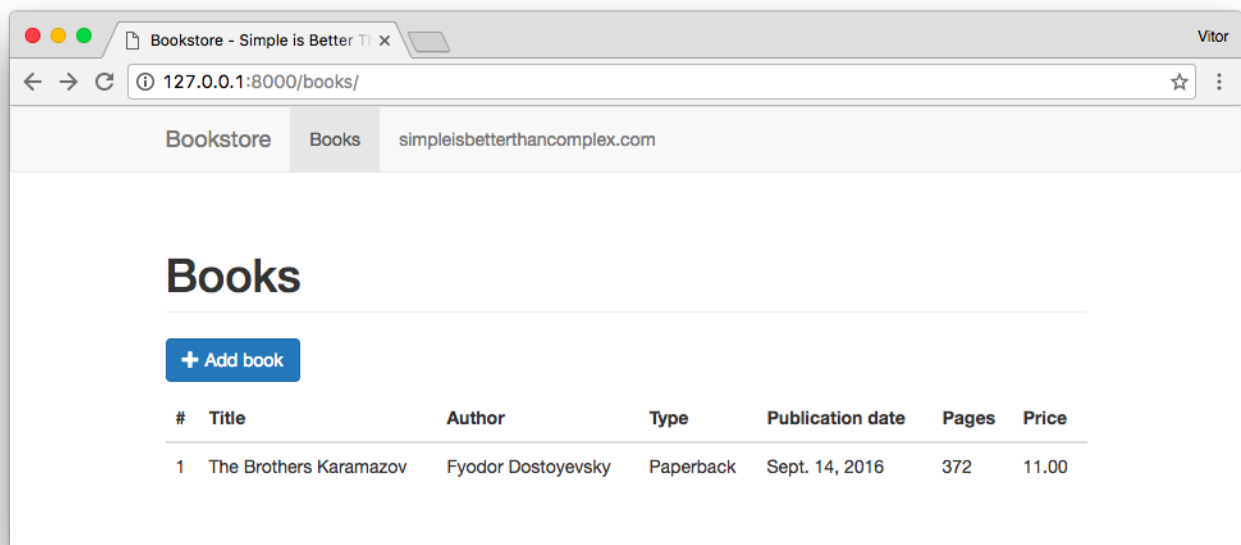 Bookstore - Simple is Better Th
Vitor
127.0.0.1:8000/books/
Bookstore Books simpleisbetterthancomplex.com
Books
+ Add book
# Title Author Type Publication date Pages Price
1 The Brothers Karamazov Fyodor Dostoyevsky Paperback Sept. 14, 2016 372 11.00